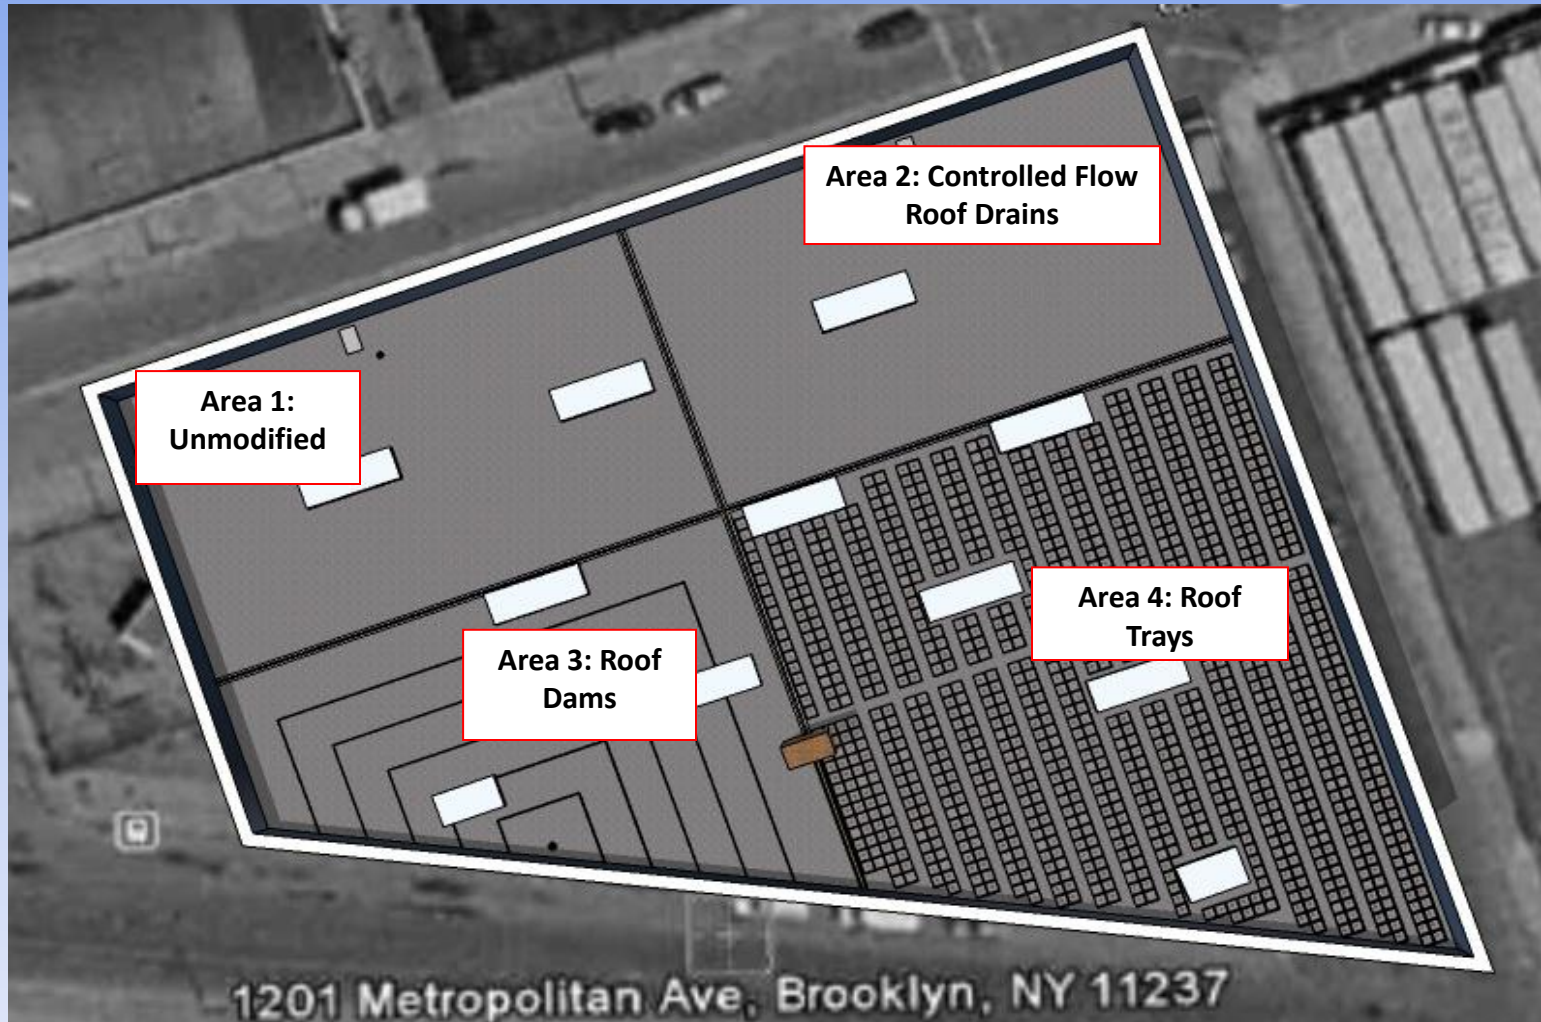 Area 2: Controlled Flow
Roof Drains
Area 1:
Unmodified
Area 4: Roof
Trays
Area 3: Roof
Dams
1201 Metropolitan Ave, Brooklyn, NY 11237